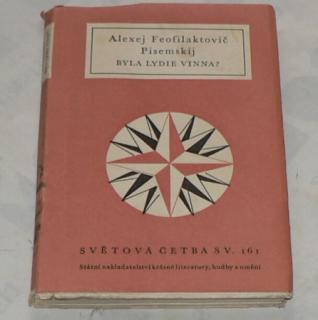 Alexej Feofilaktovič
Pisemskij
BYLA LYDIE VINNA?
SVĚTOVÁ ČETBA SV. 161
Státní nakladatelství krásné literatury, hudby a umění